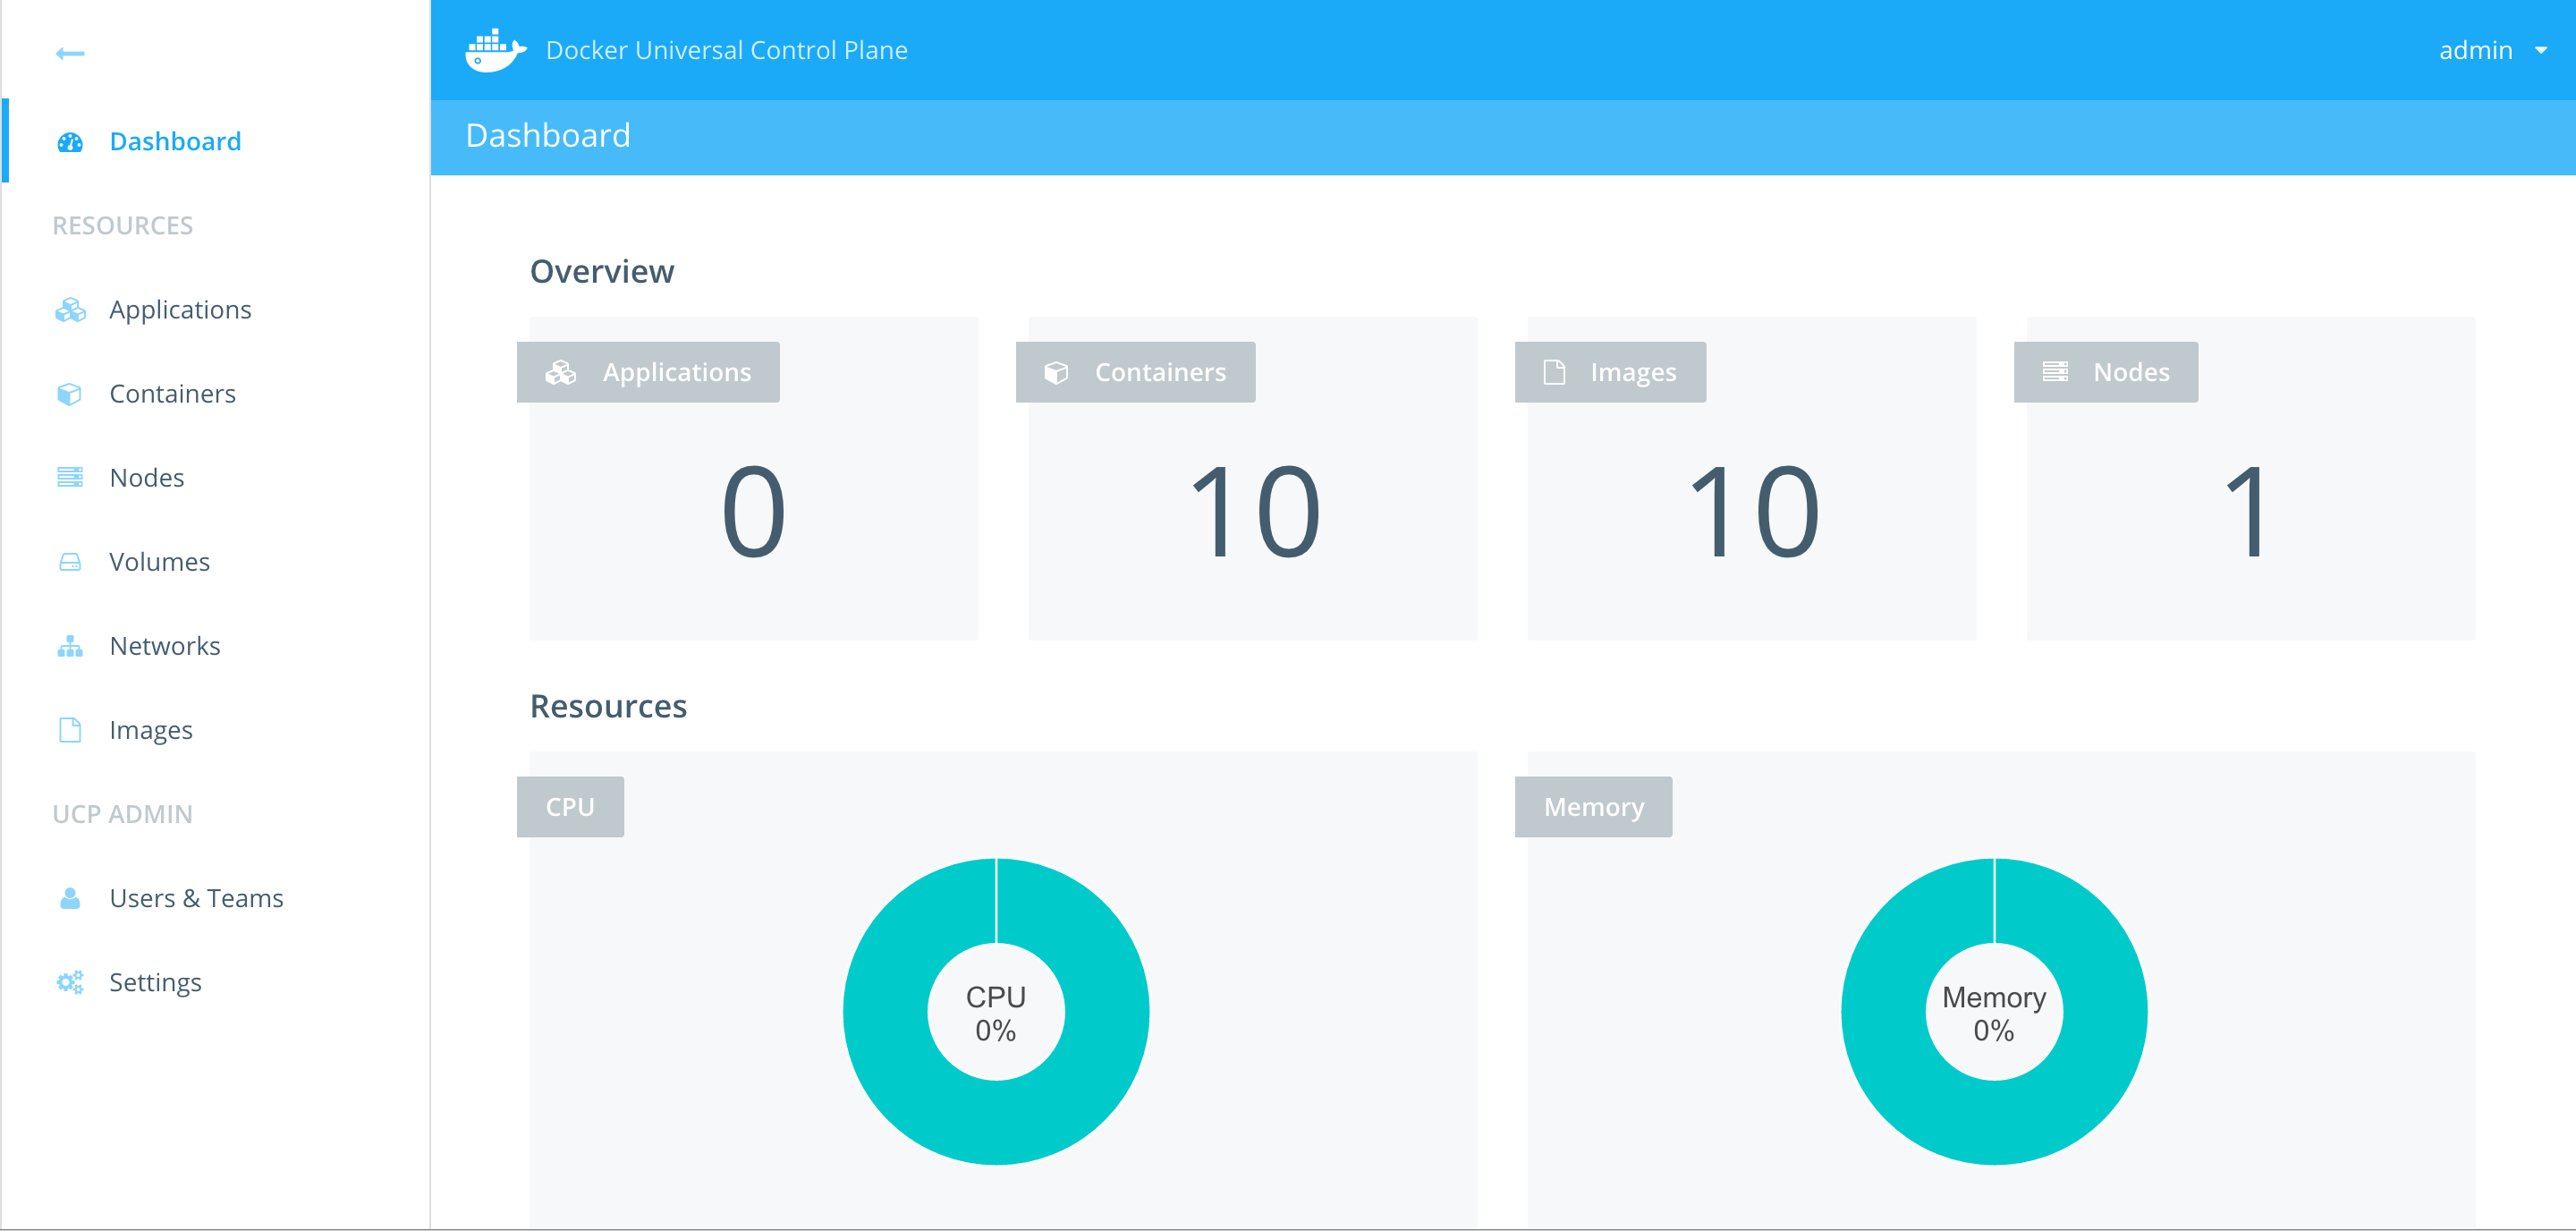 Docker Universal Control Plane
admin
Dashboard
Dashboard
RESOURCES
Applications
Containers
Nodes
Volumes
Networks
Images
UCP ADMIN
Users & Teams
Settings
Overview
Applications
0
Containers
10
Images
10
Nodes
1
Resources
CPU
CPU
0%
Memory
Memory
0%